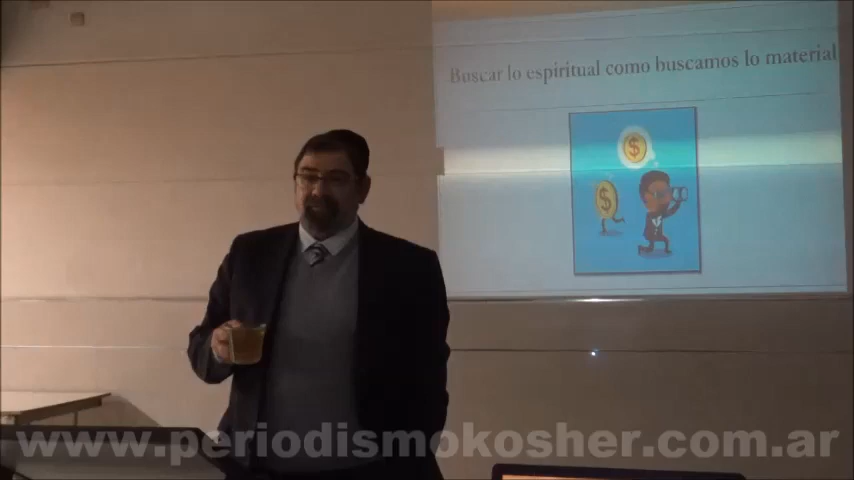 Buscar lo espiritual como buscamos lo material
$
$
www.periodismokosher.com.ar